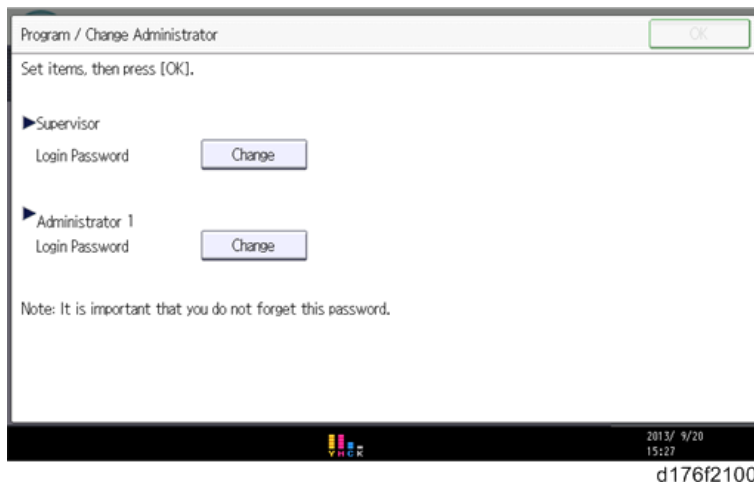 Program / Change Administrator
OK
Set items, then press [OK].
▶Supervisor
Login Password Change
▶Administrator 1
Login Password Change
Note: It is important that you do not forget this password.
Y M C K
2013/ 9/20
15:27
d176f2100